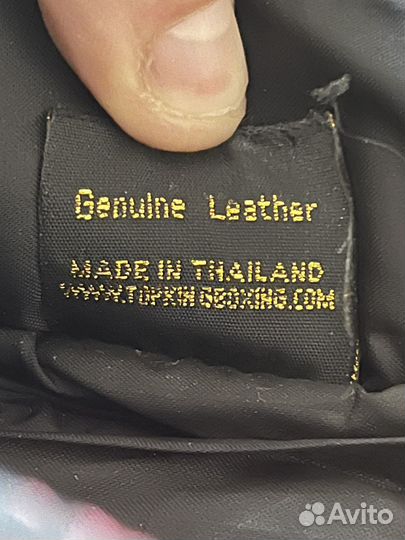 Genuine Leather
MADE IN THAILAND
WWW.TOPKINGBOXING.COM
Avito